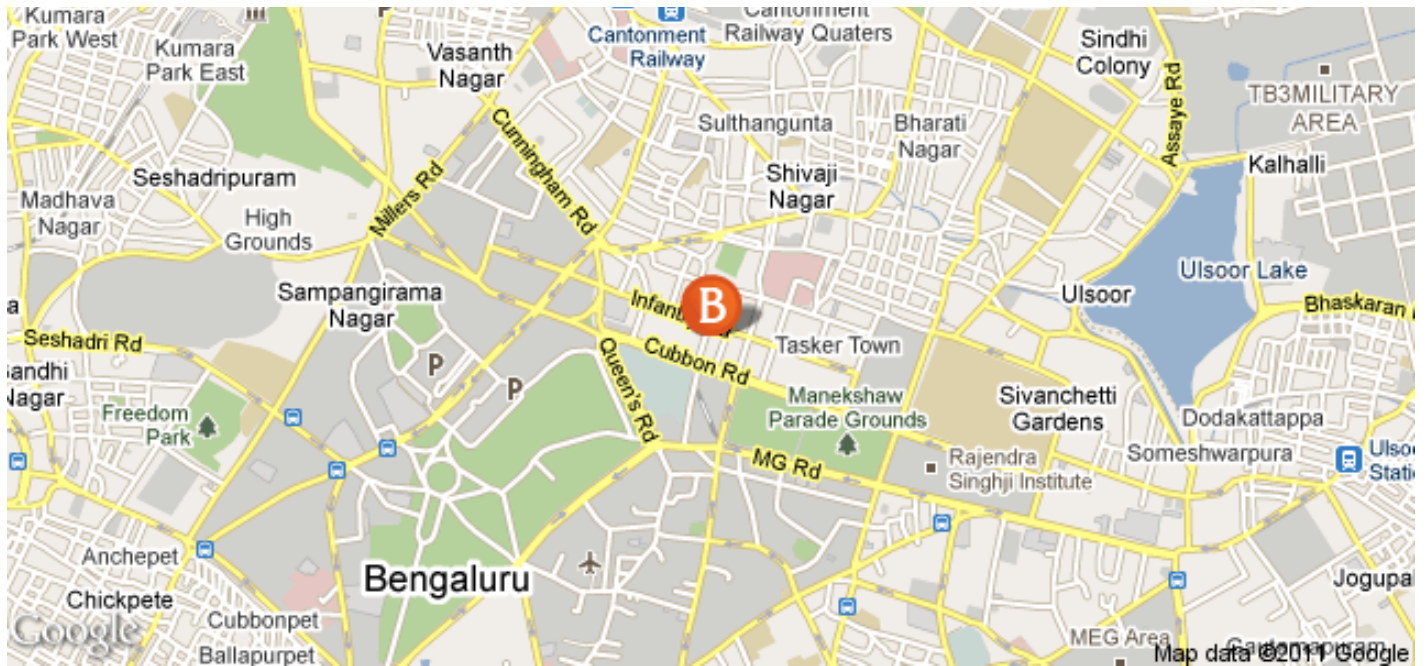 Kumara
Park West
Kumara
Park East
P
Vasanth
Nagar
Cantonment
Railway
Cantonment
Railway Quaters
Sindhi
Colony
TB3MILITARY
AREA
Assaye Rd
Cunningham Rd
Sulthangunta
Bharati
Nagar
Kalhalli
Seshadripuram
Millers Rd
Shivaji
Nagar
Madhava
Nagar
High
Grounds
Ulsoor Lake
Sampangirama
Nagar
Infantry Rd
B
Ulsoor
Bhaskaran
Seshadri Rd
Queen's Rd
Cubbon Rd
Tasker Town
P
P
Nagar
Freedom
Park
Manekshaw
Parade Grounds
Sivanchetti
Gardens
Dodakattappa
Someshwarpura
MG Rd
Rajendra
Singhji Institute
Anchepet
Bengaluru
Chickpete
Cubbonpet
Ballapurpet
Google
MEG Area
Gautamapuram
Map data ©2011 Google